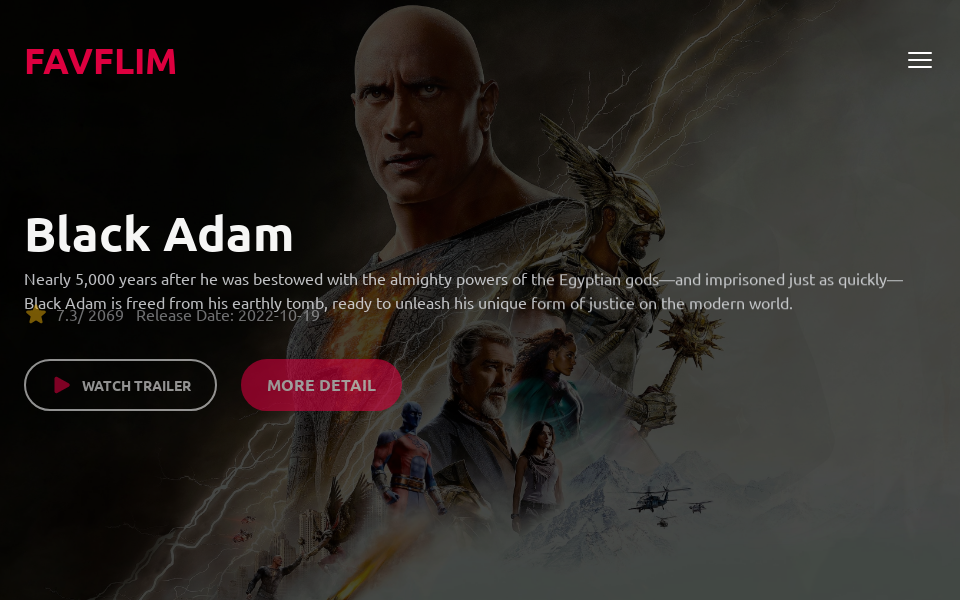 FAVFLIM
Black Adam
Nearly 5,000 years after he was bestowed with the almighty powers of the Egyptian gods—and imprisoned just as quickly—
Black Adam is freed from his earthly tomb, ready to unleash his unique form of justice on the modern world.
7.3/ 2069 Release Date: 2022-10-19
WATCH TRAILER
MORE DETAIL